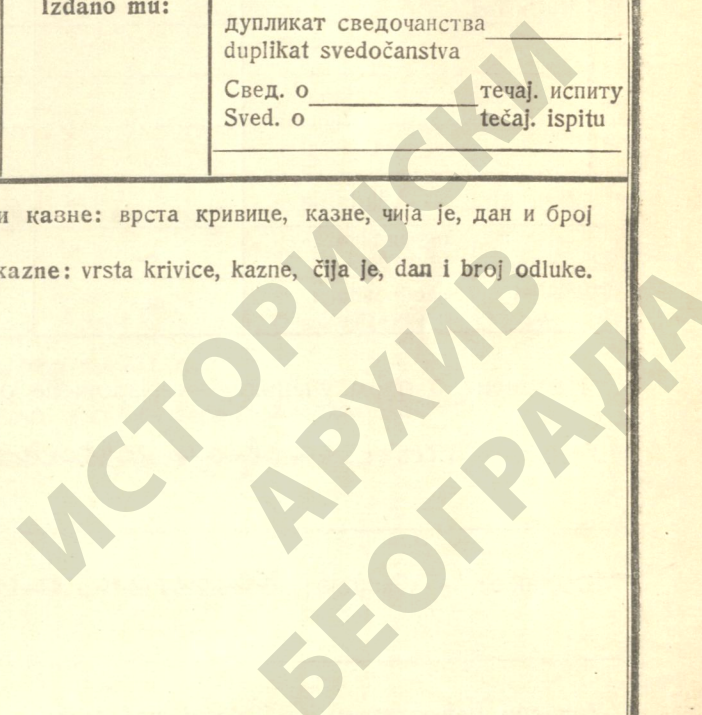 Izdano mu:
дупликат сведочанства
duplikat svedočanstva
Свед. о течај. испиту
Sved. o tečaj. ispitu
и казне: врста кривице, казне, чија је, дан и број
kazne: vrsta krivice, kazne, čija je, dan i broj odluke.
ИСТОРИЈСКИ
АРХИВ
БЕОГРАДА